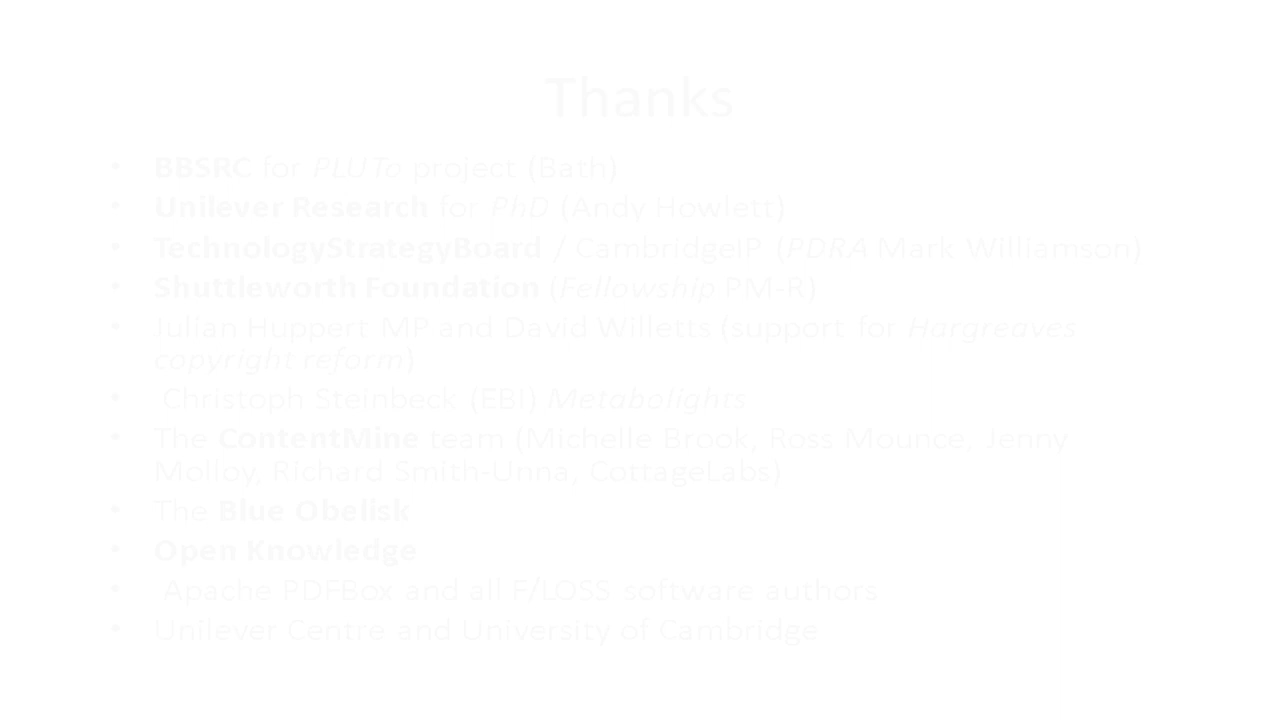 Thanks
• BBSRC for PLUTo project (Bath)
• Unilever Research for PhD (Andy Howlett)
• TechnologyStrategyBoard / CambridgeIP (PDRA Mark Williamson)
• Shuttleworth Foundation (Fellowship PM-R)
• Julian Huppert MP and David Willetts (support for Hargreaves
copyright reform)
• Christoph Steinbeck (EBI) Metabolights
• The ContentMine team (Michelle Brook, Ross Mounce, Jenny
Molloy, Richard Smith-Unna, CottageLabs)
• The Blue Obelisk
• Open Knowledge
• Apache PDFBox and all F/LOSS software authors
• Unilever Centre and University of Cambridge